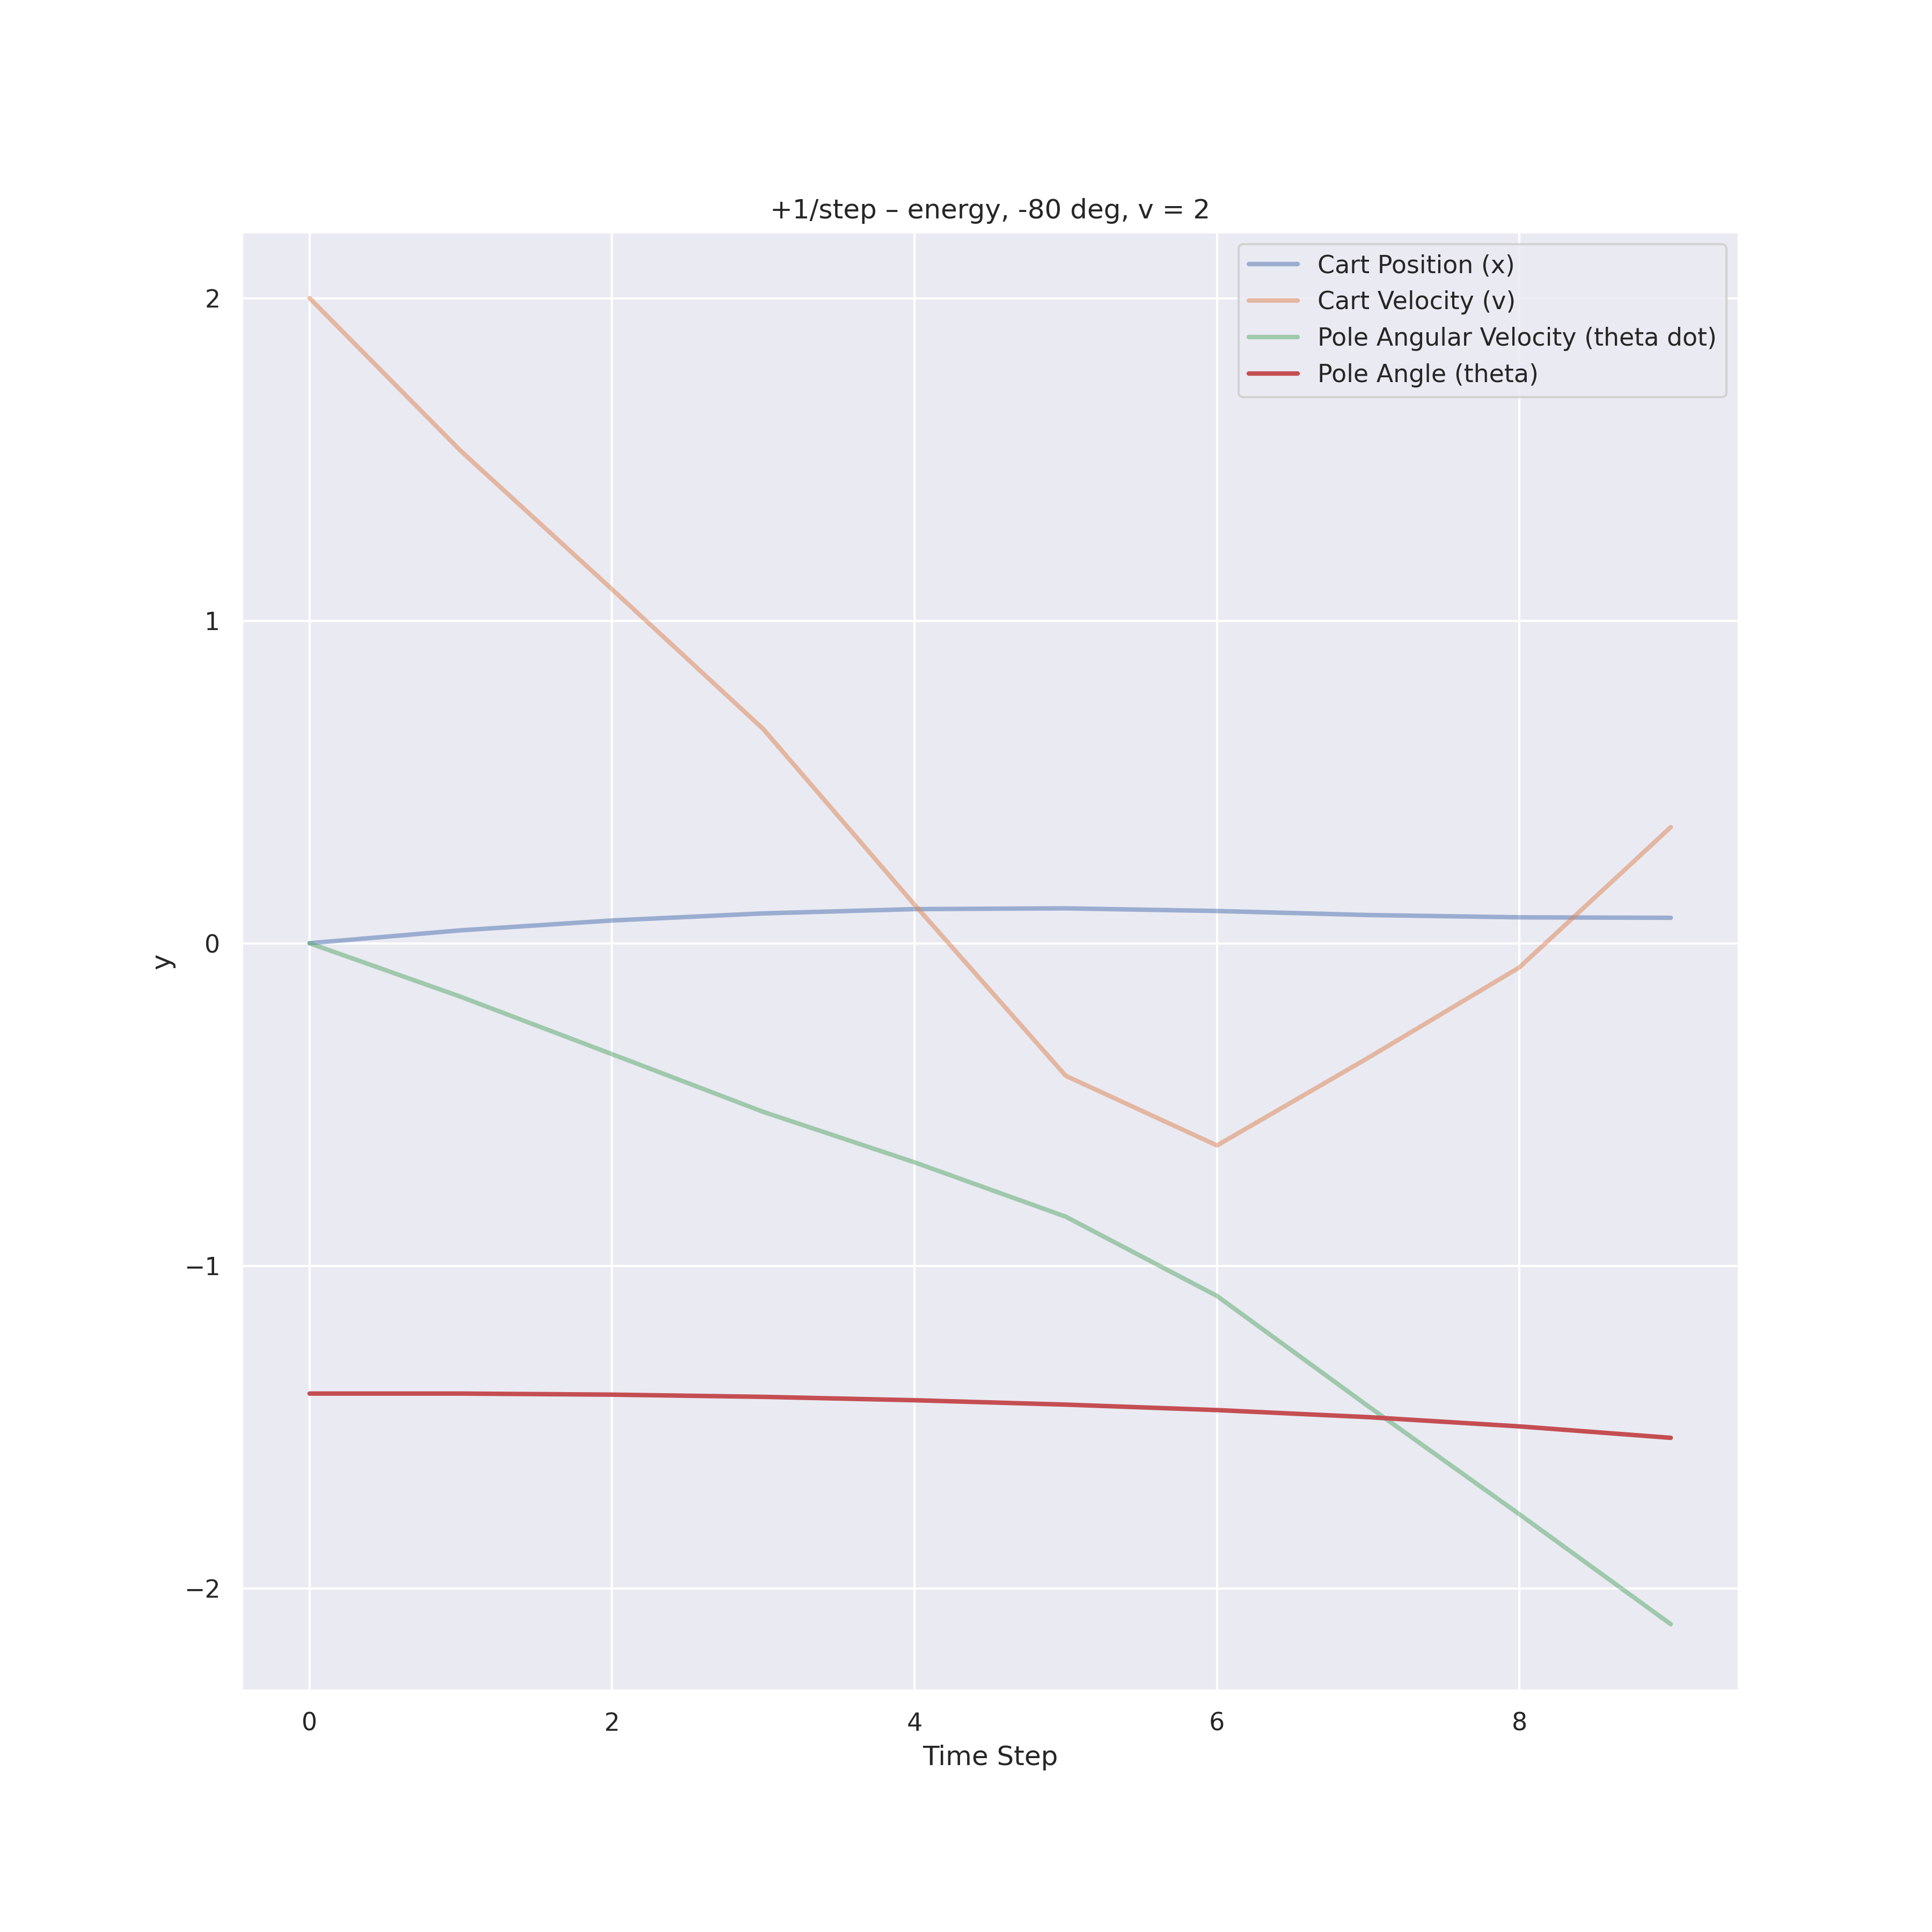 +1/step – energy, -80 deg, v = 2
Cart Position (x)
Cart Velocity (v)
Pole Angular Velocity (theta dot)
Pole Angle (theta)
2
1
0
−1
−2
y
0 2 4 6 8
Time Step